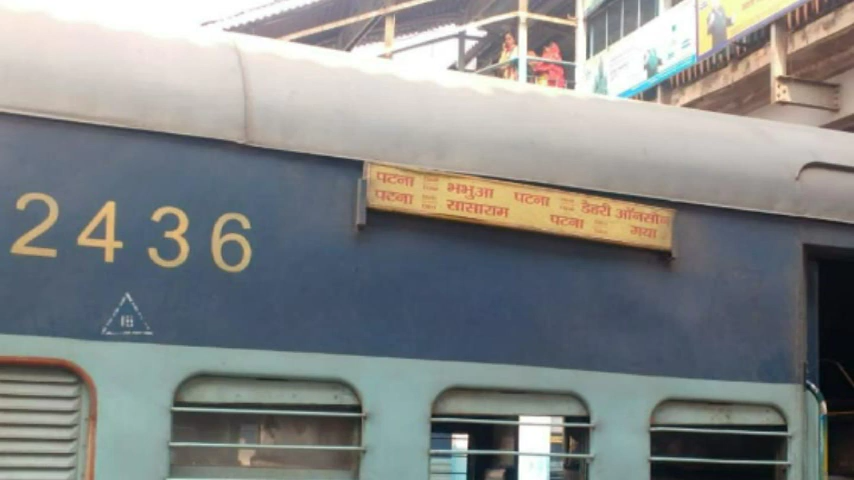 2436
पटना भभुआ पटना डेहरी ऑनसोन
पटना सासाराम पटना गया